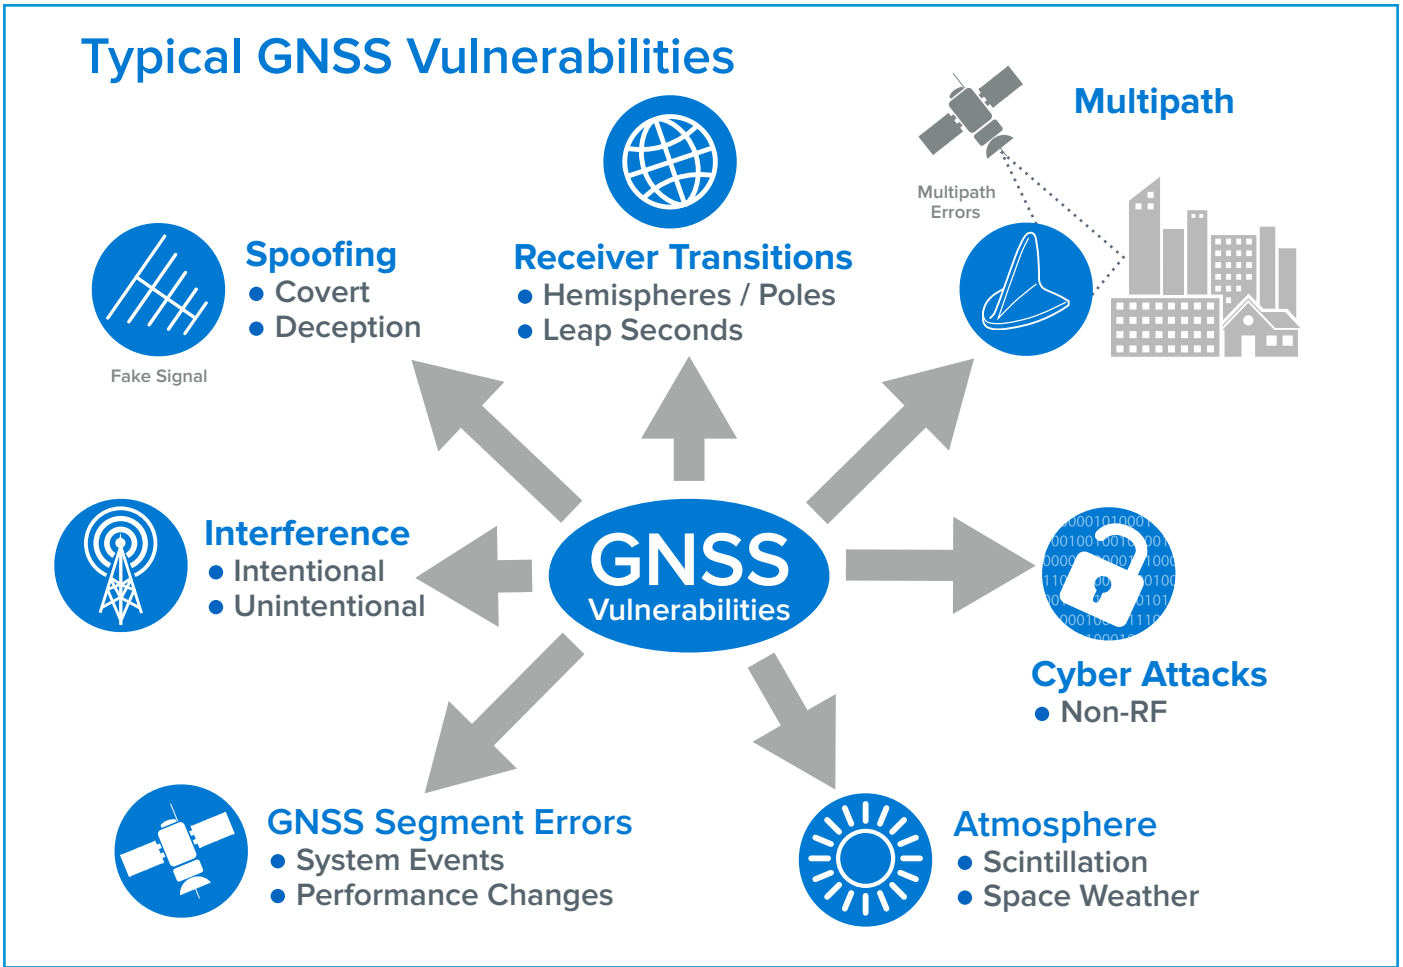 Typical GNSS Vulnerabilities
Multipath
Multipath
Errors
Receiver Transitions
Hemispheres / Poles
Leap Seconds
Spoofing
Covert
Deception
Fake Signal
Interference
Intentional
Unintentional
GNSS
Vulnerabilities
Cyber Attacks
Non-RF
GNSS Segment Errors
System Events
Performance Changes
Atmosphere
Scintillation
Space Weather